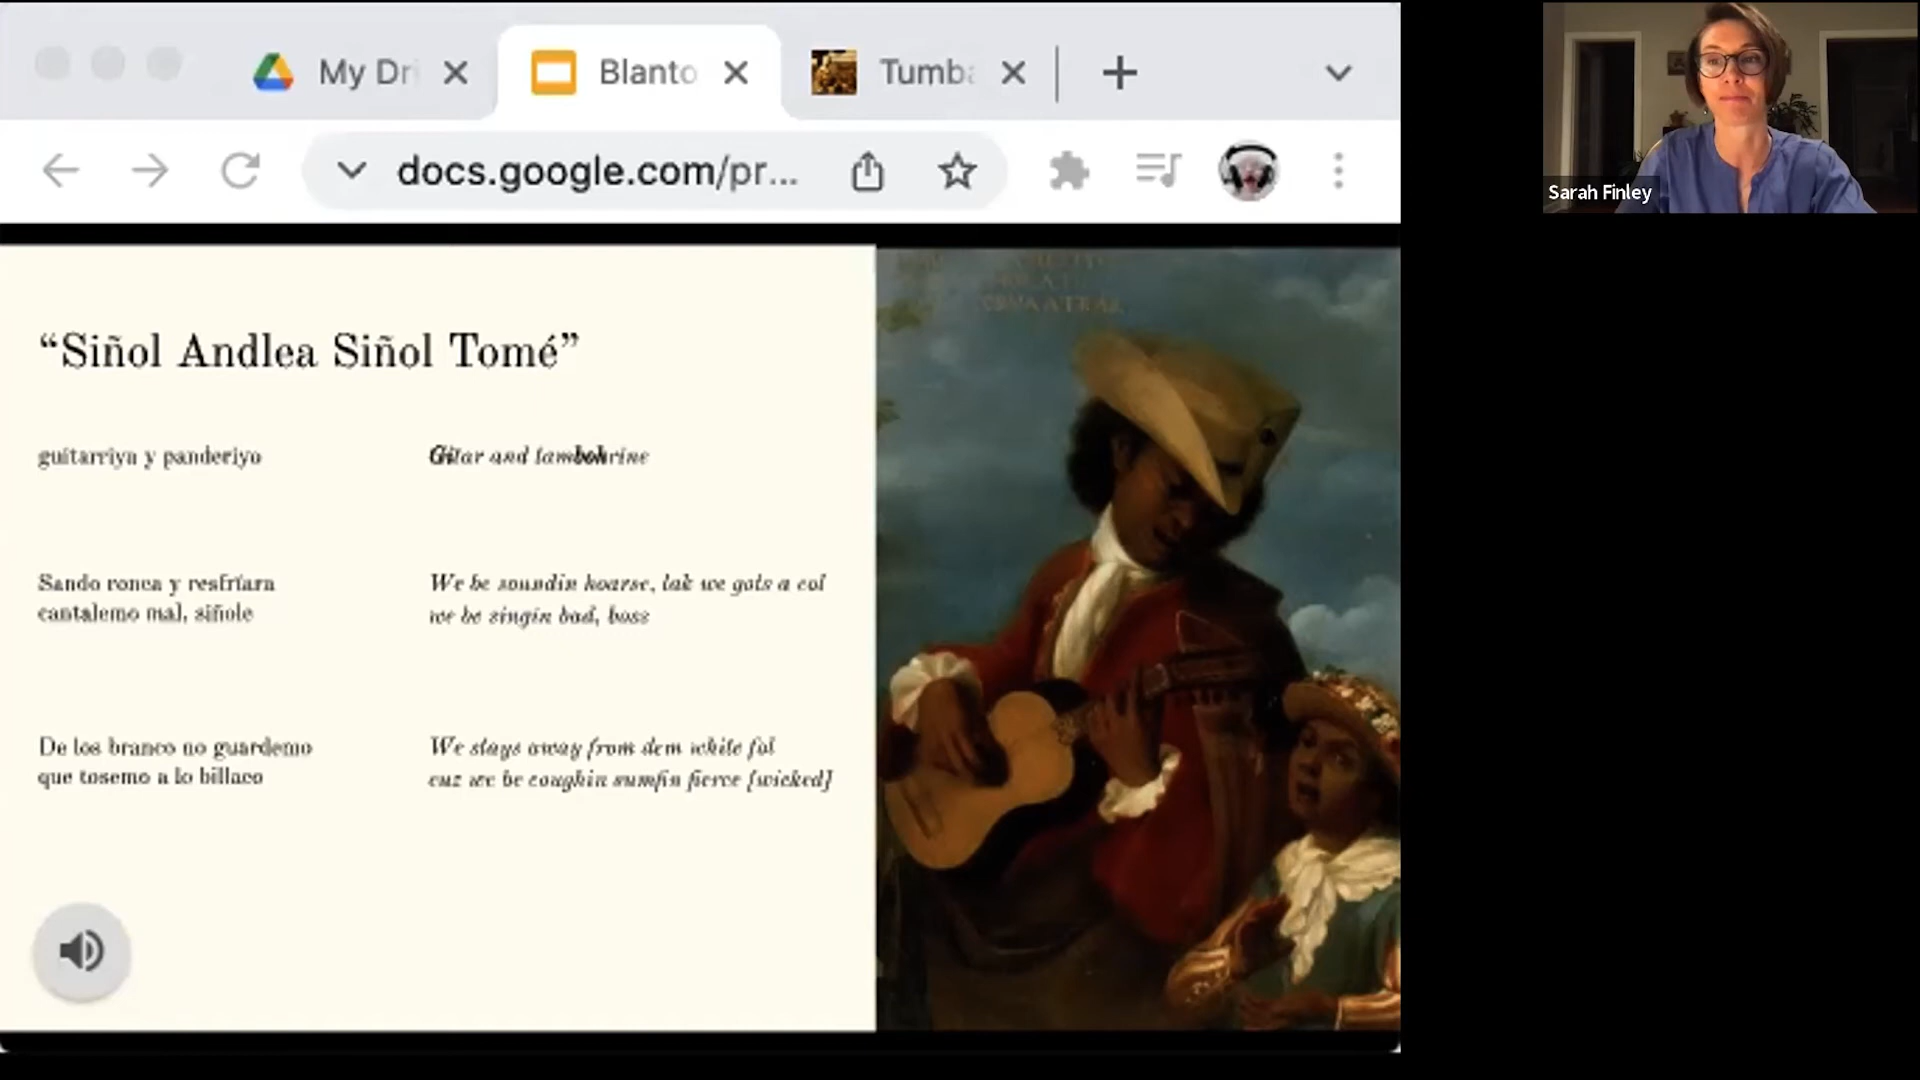 My Dri
Blanto
Tumba
docs.google.com/pr...
Sarah Finley
“Siñol Andlea Siñol Tomé”
guitarriya y panderiyo
Gitar and tambohrine
Sando ronca y resfriara
cantalemo mal, siñole
We be soundin hoarse, lak we gots a col
we be singin bad, boss
De los branco no guardemo
que tosemo a lo billaco
We stays away from dem white fol
cuz we be coughin sumfin fierce [wicked]